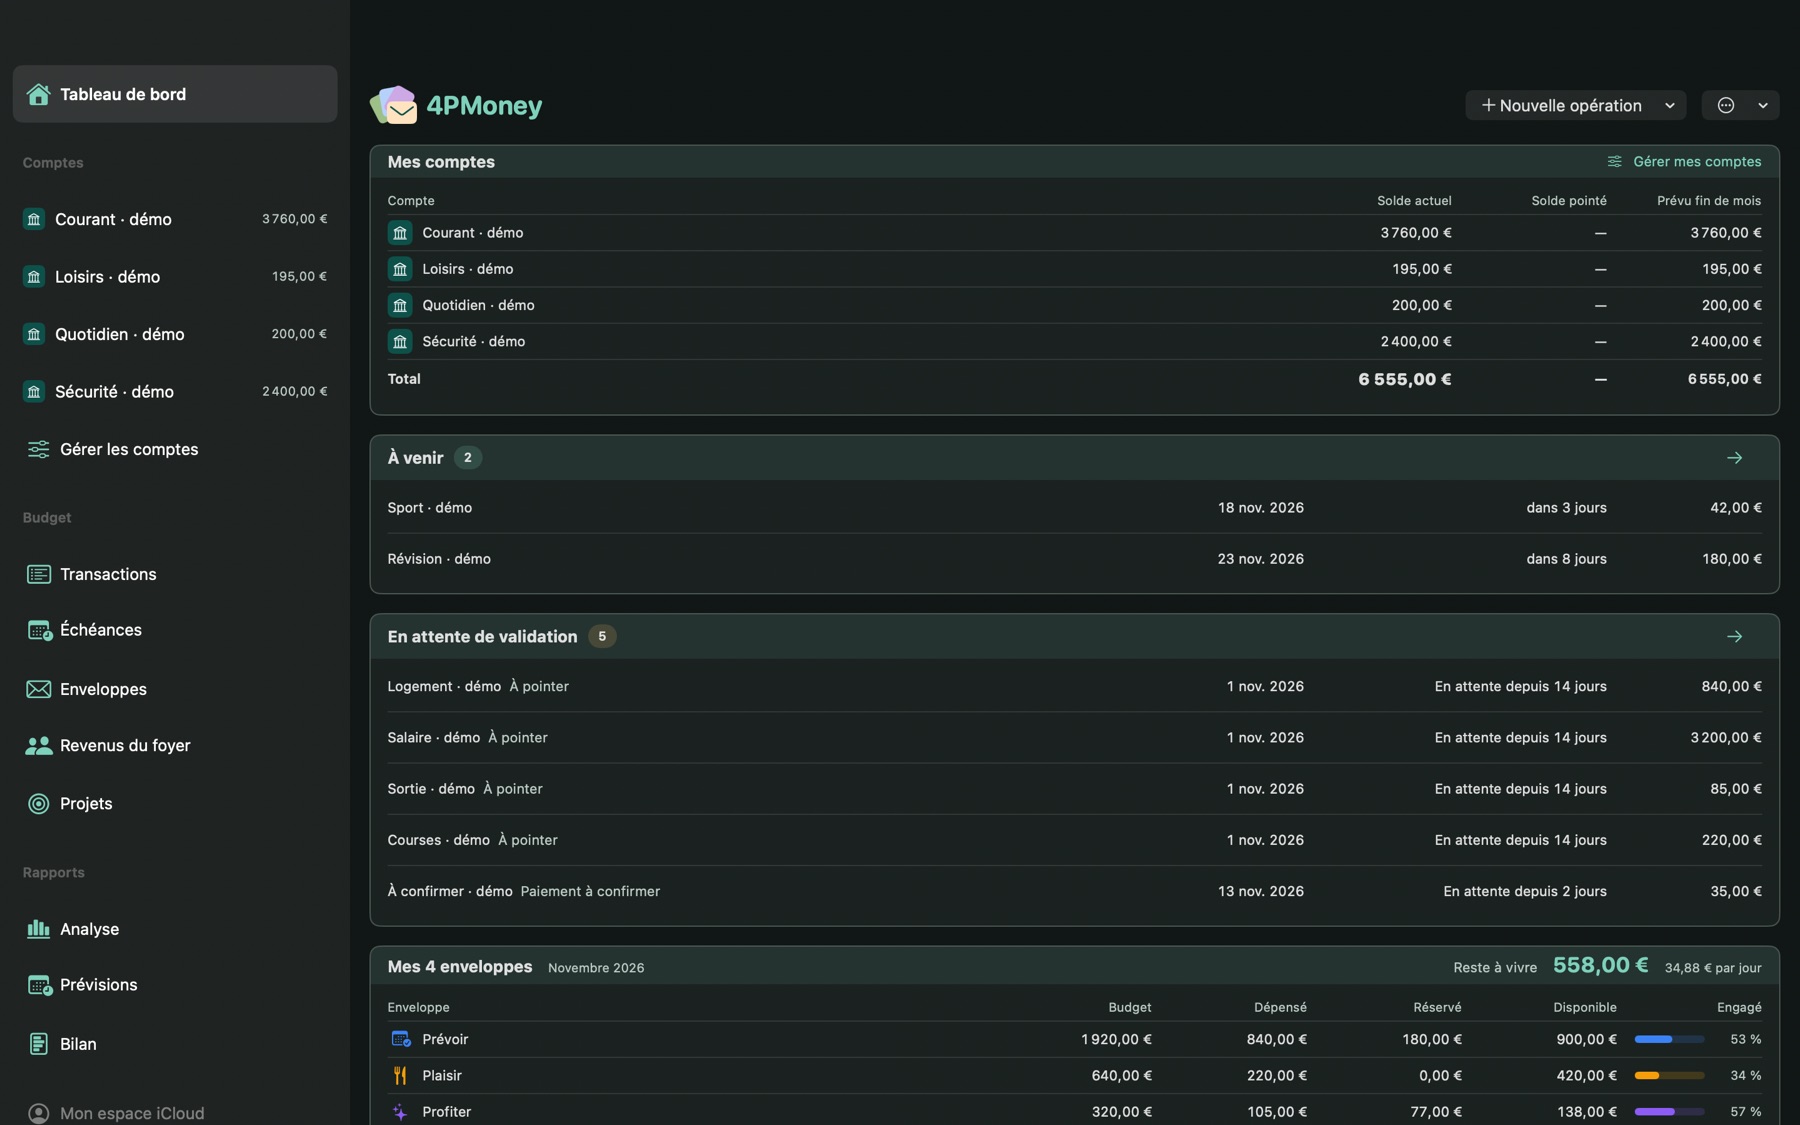 Tableau de bord
Comptes
Courant · démo 3 760,00 €
Loisirs · démo 195,00 €
Quotidien · démo 200,00 €
Sécurité · démo 2 400,00 €
Gérer les comptes
Budget
Transactions
Échéances
Enveloppes
Revenus du foyer
Projets
Rapports
Analyse
Prévisions
Bilan
Mon espace iCloud
4PMoney
Nouvelle opération
Mes comptes Gérer mes comptes
Compte Solde actuel Solde pointé Prévu fin de mois
Courant · démo 3 760,00 € — 3 760,00 €
Loisirs · démo 195,00 € — 195,00 €
Quotidien · démo 200,00 € — 200,00 €
Sécurité · démo 2 400,00 € — 2 400,00 €
Total 6 555,00 € — 6 555,00 €
À venir 2
Sport · démo 18 nov. 2026 dans 3 jours 42,00 €
Révision · démo 23 nov. 2026 dans 8 jours 180,00 €
En attente de validation 5
Logement · démo À pointer 1 nov. 2026 En attente depuis 14 jours 840,00 €
Salaire · démo À pointer 1 nov. 2026 En attente depuis 14 jours 3 200,00 €
Sortie · démo À pointer 1 nov. 2026 En attente depuis 14 jours 85,00 €
Courses · démo À pointer 1 nov. 2026 En attente depuis 14 jours 220,00 €
À confirmer · démo Paiement à confirmer 13 nov. 2026 En attente depuis 2 jours 35,00 €
Mes 4 enveloppes Novembre 2026 Reste à vivre 558,00 € 34,88 € par jour
Enveloppe Budget Dépensé Réservé Disponible Engagé
Prévoir 1 920,00 € 840,00 € 180,00 € 900,00 € 53 %
Plaisir 640,00 € 220,00 € 0,00 € 420,00 € 34 %
Profiter 320,00 € 105,00 € 77,00 € 138,00 € 57 %